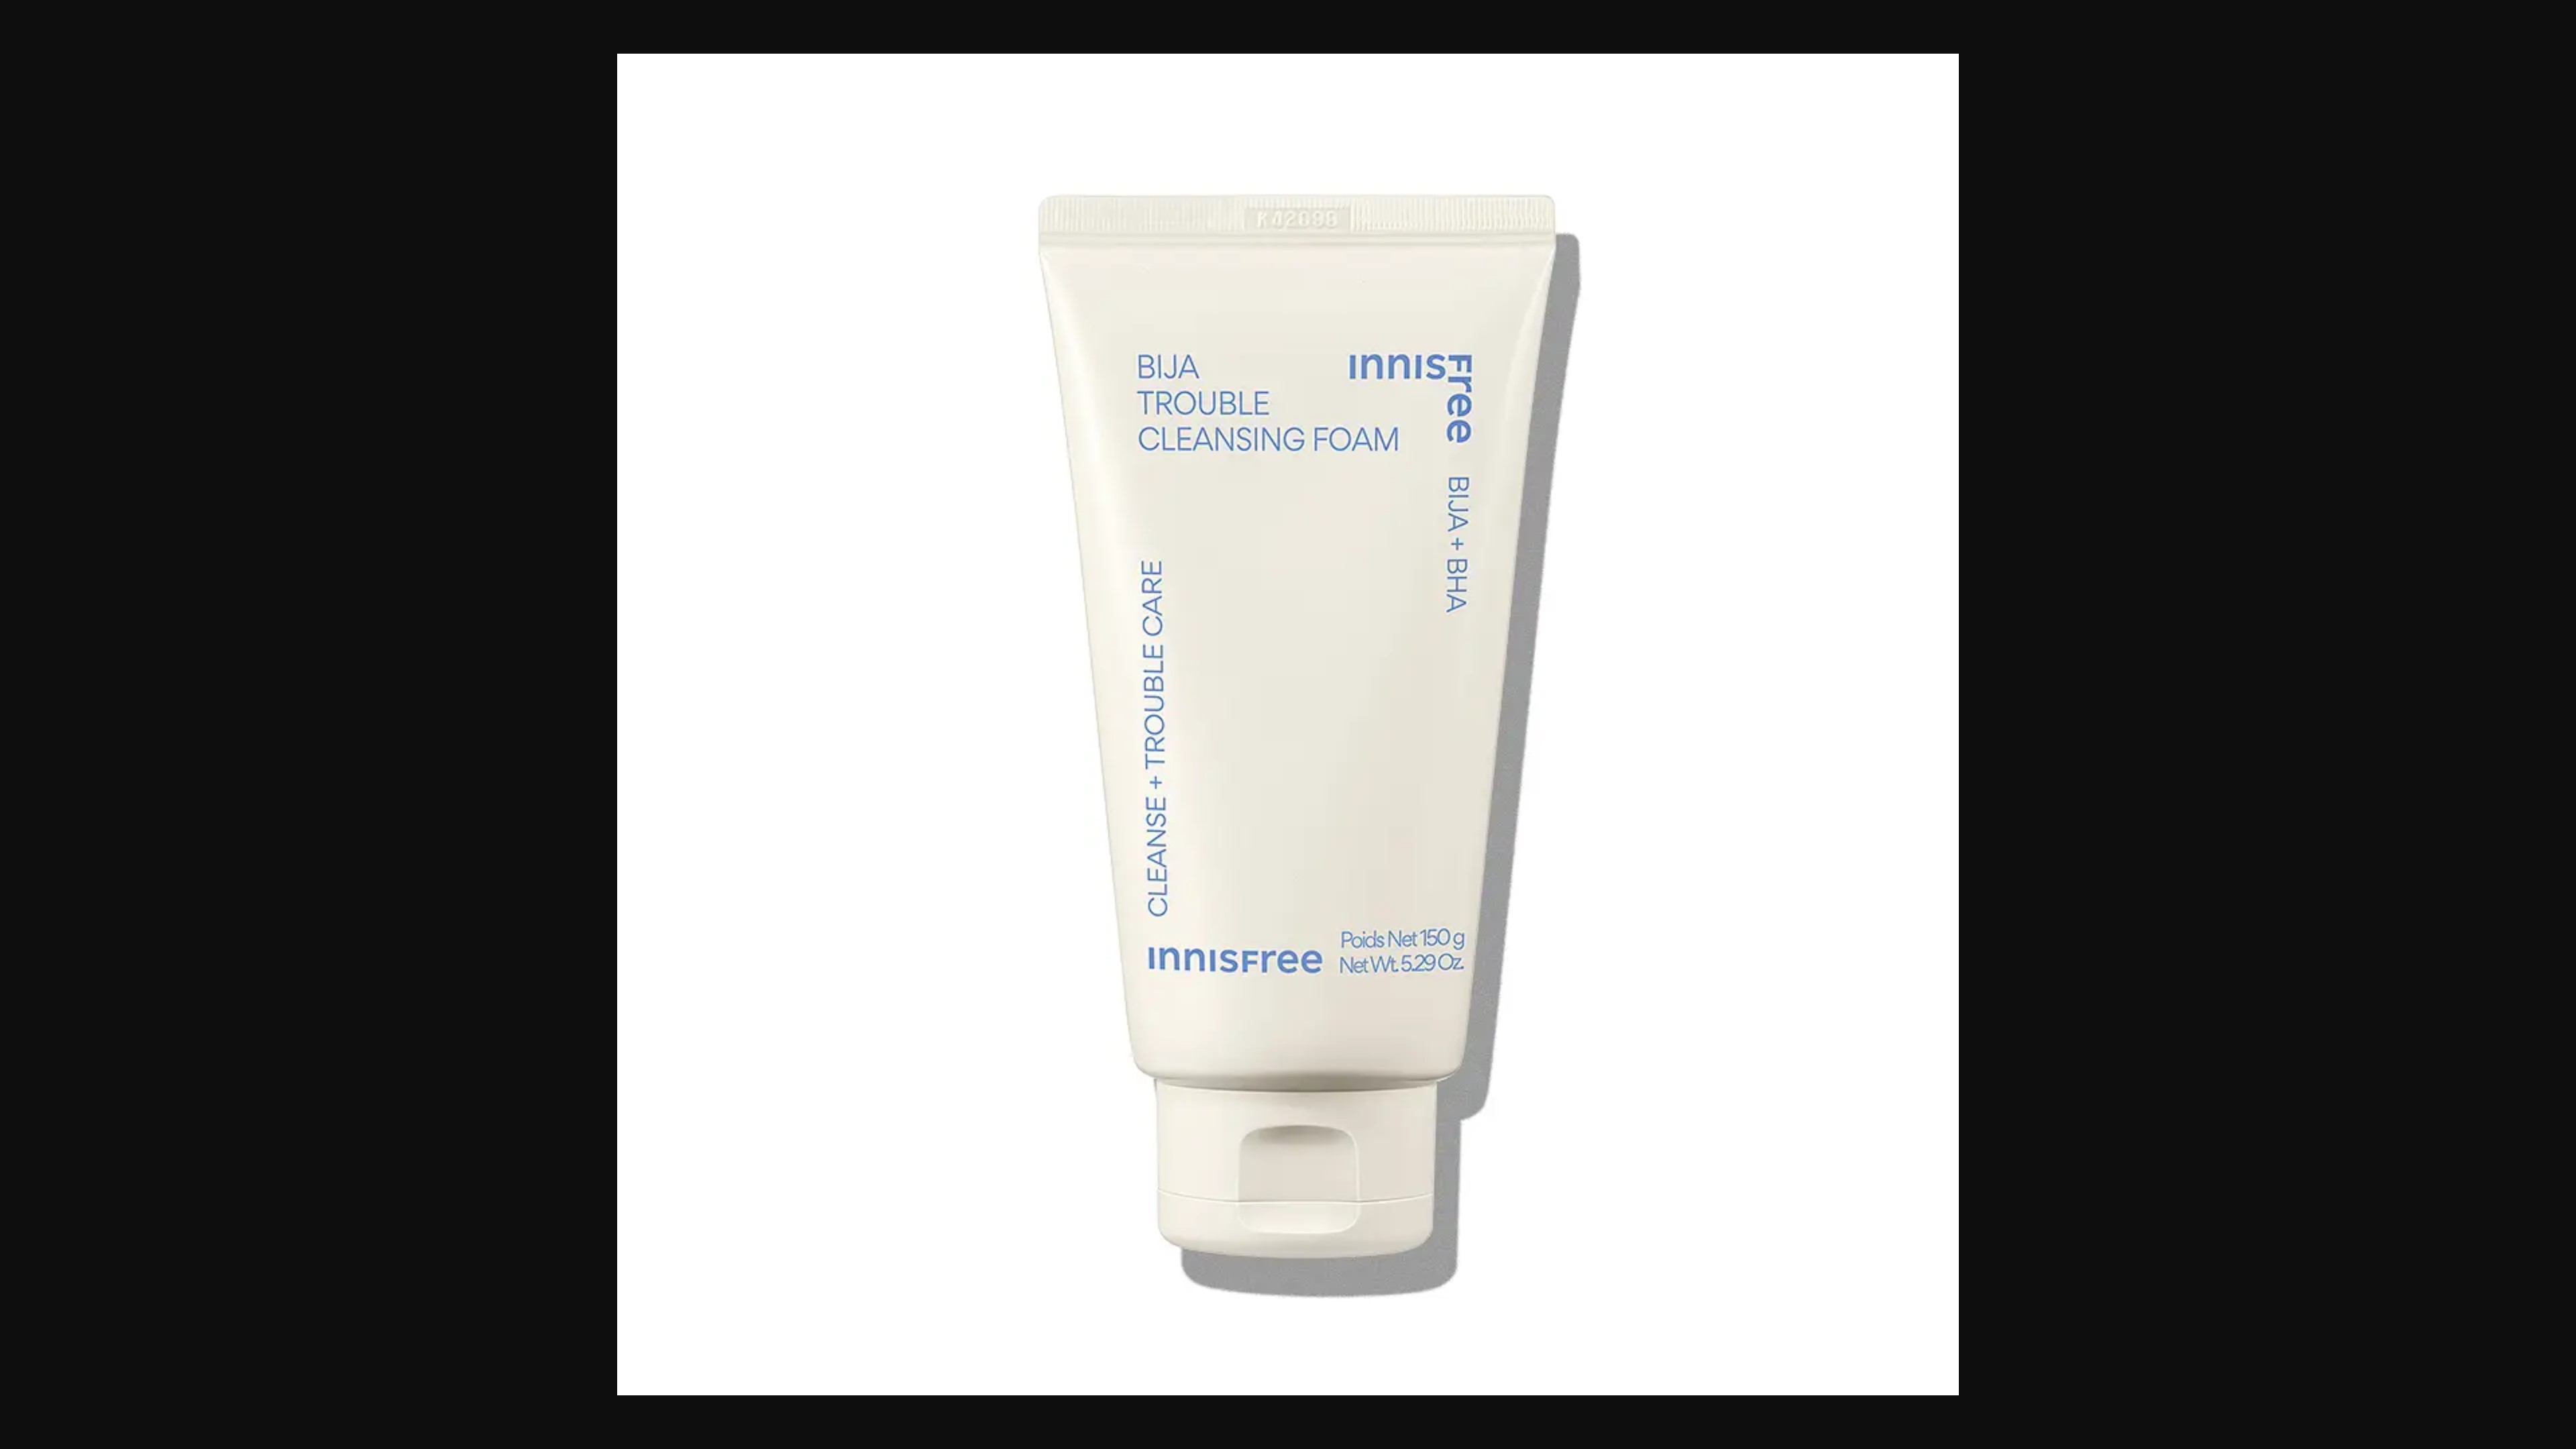 K42098
BIJA
TROUBLE
CLEANSING FOAM
innisfree
BIJA + BHA
CLEANSE + TROUBLE CARE
innisfree
Poids Net 150 g
Net Wt. 5.29 Oz.